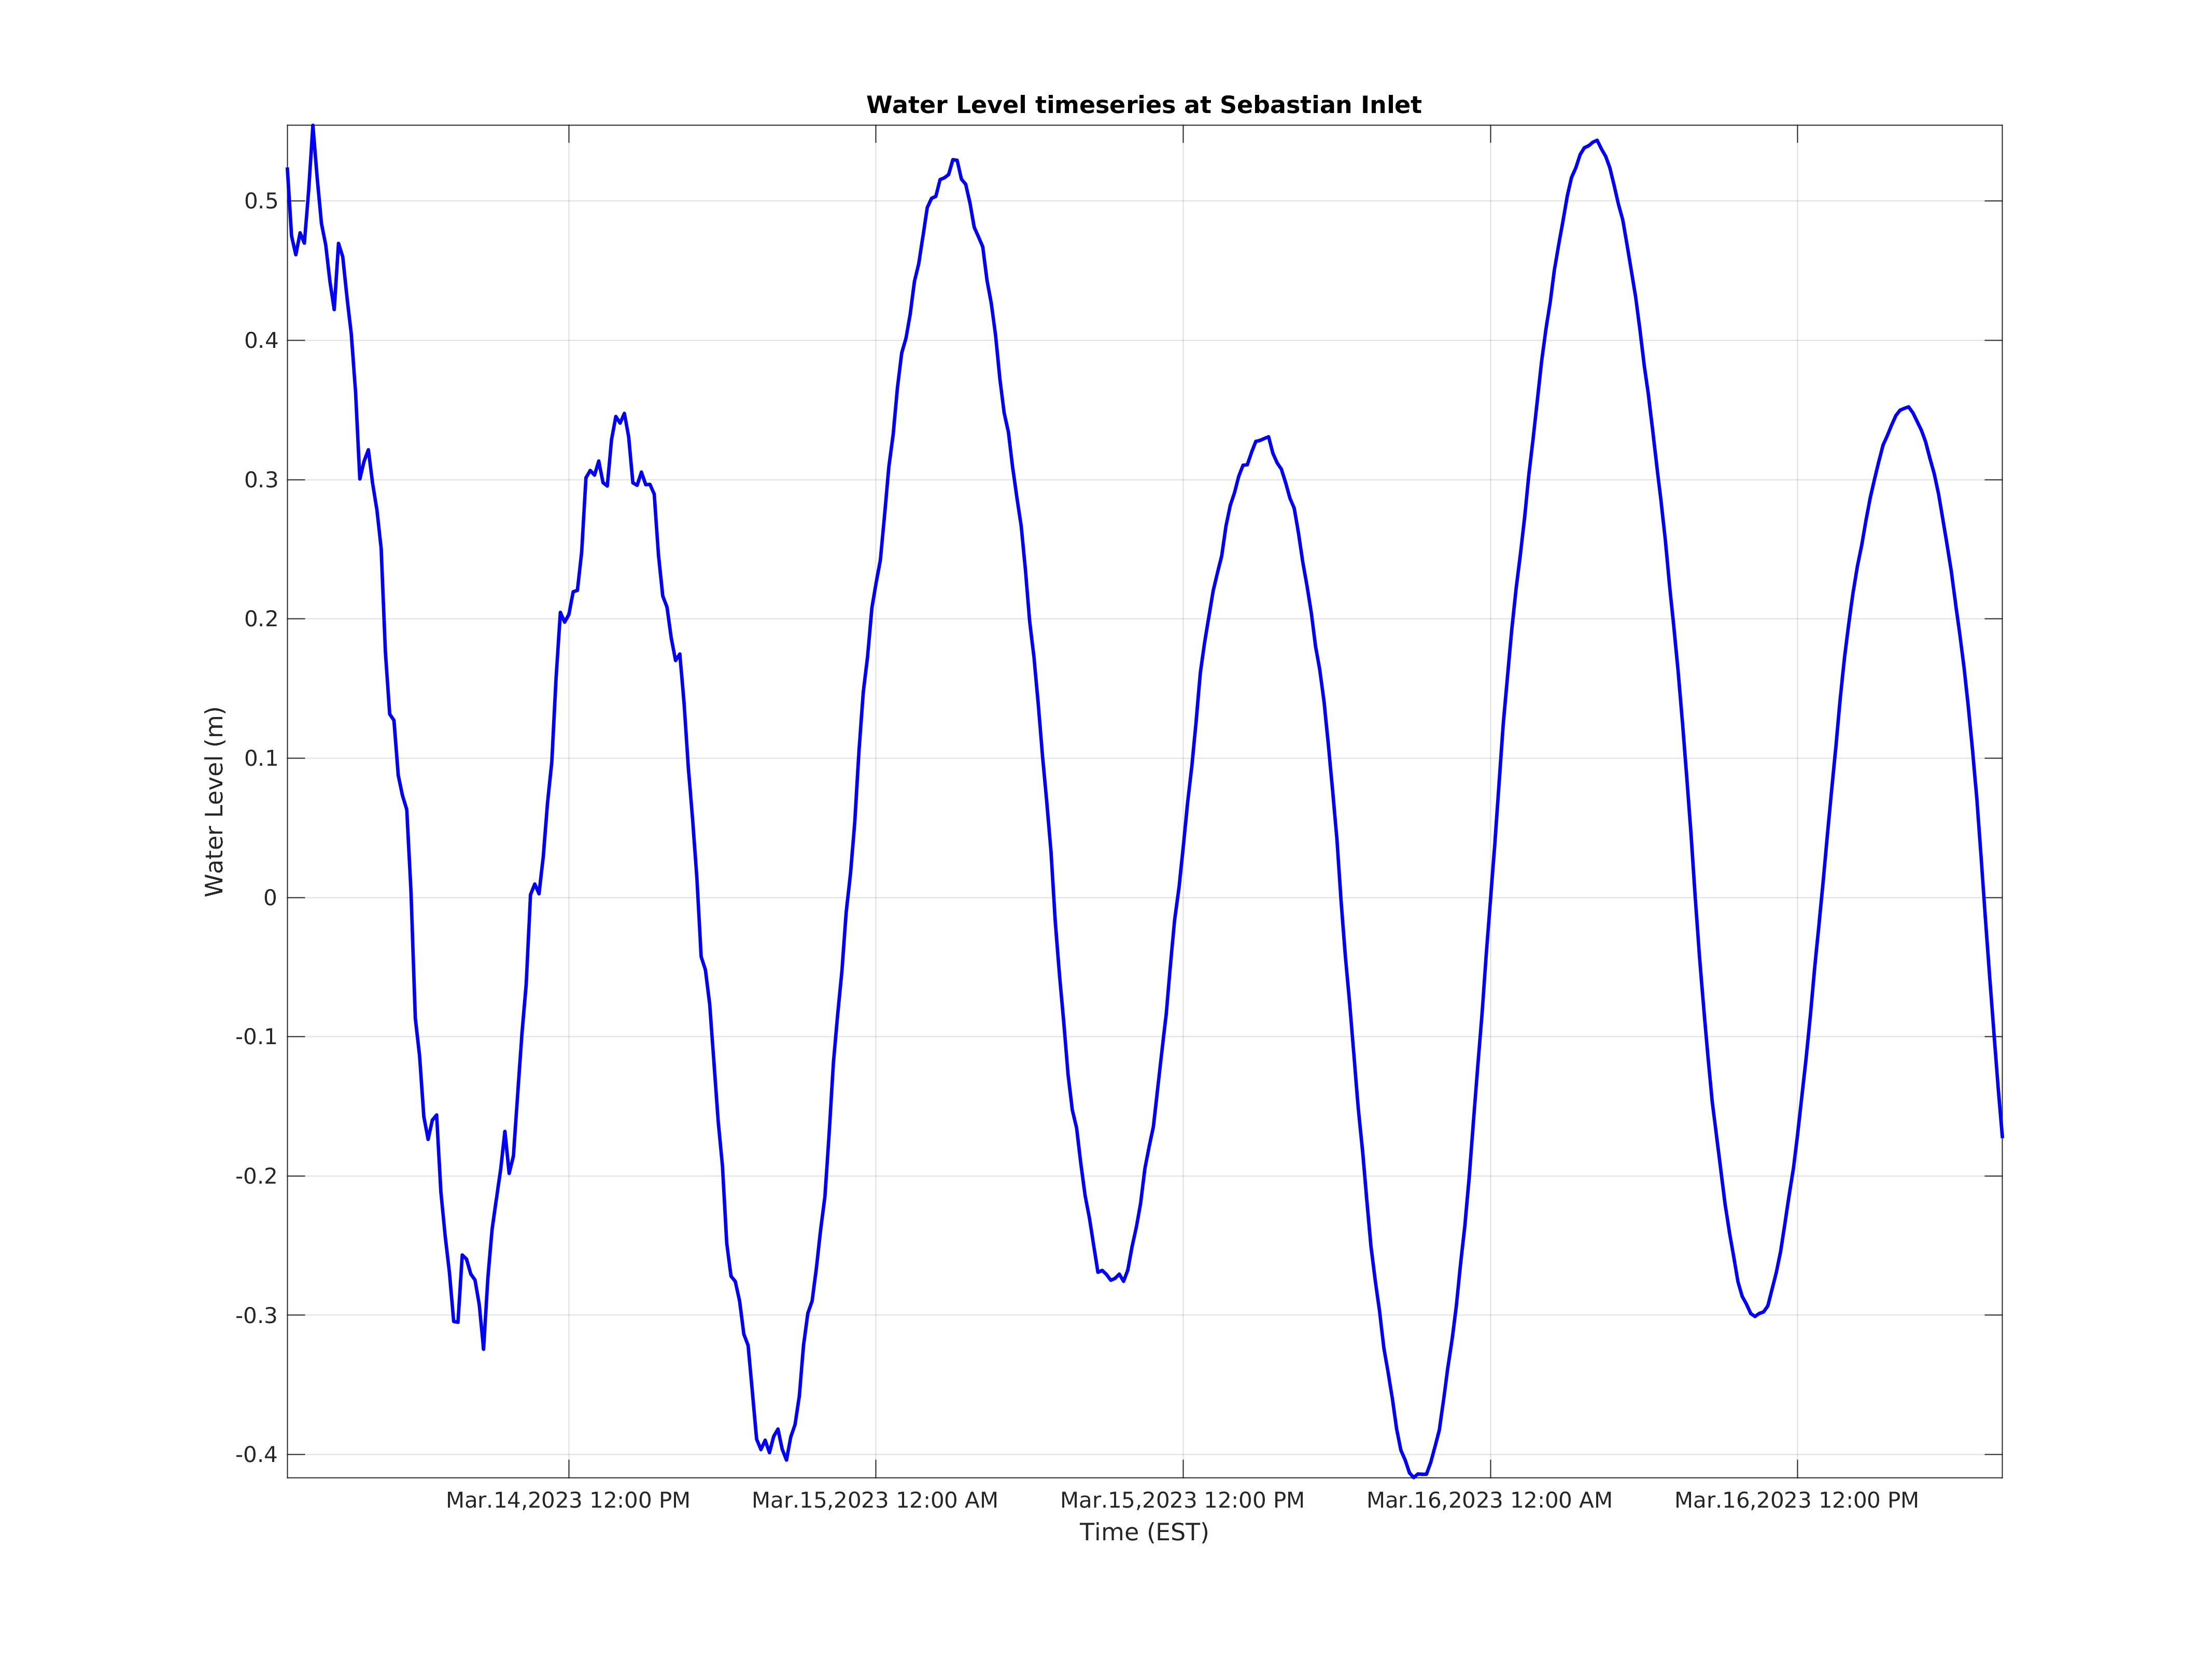 Water Level timeseries at Sebastian Inlet
0.5
0.4
0.3
0.2
0.1
0
-0.1
-0.2
-0.3
-0.4
Water Level (m)
Mar.14,2023 12:00 PM
Mar.15,2023 12:00 AM
Mar.15,2023 12:00 PM
Mar.16,2023 12:00 AM
Mar.16,2023 12:00 PM
Time (EST)